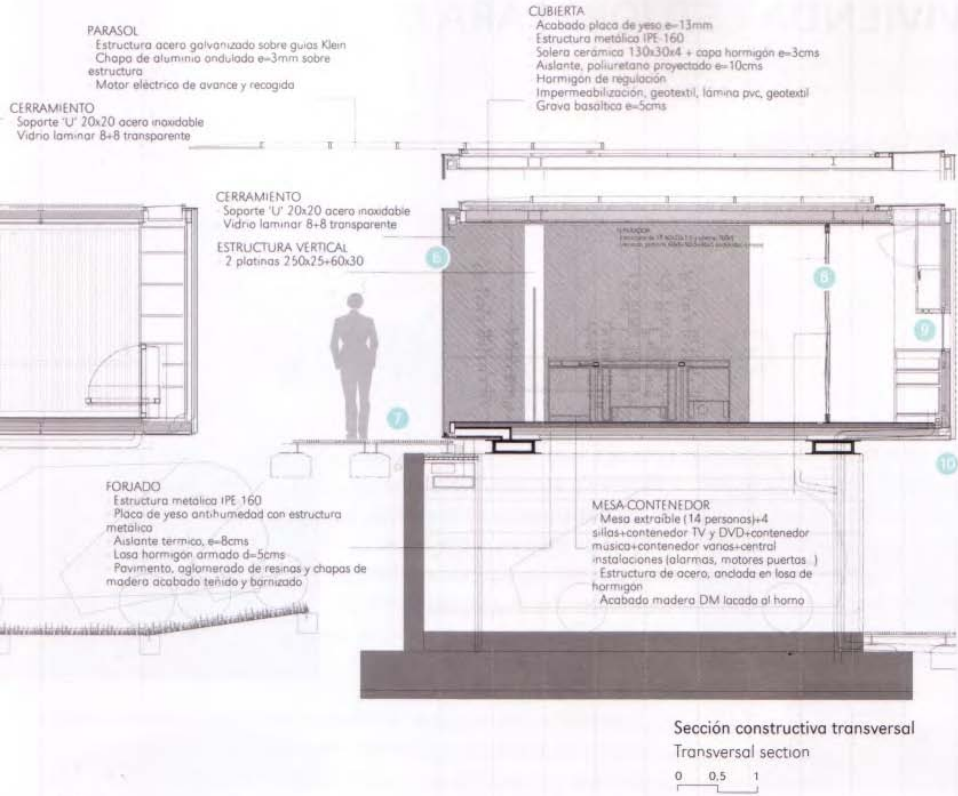 PARASOL
· Estructura acero galvanizado sobre guias Klein
· Chapa de aluminio ondulada e=3mm sobre
estructura
· Motor eléctrico de avance y recogida
CERRAMIENTO
· Soporte 'U' 20x20 acero inoxidable
· Vidrio laminar 8+8 transparente
CUBIERTA
· Acabado placa de yeso e=13mm
· Estructura metálica IPE-160
· Solera cerámica 130x30x4 + capa hormigón e=3cms
· Aislante, poliuretano proyectado e=10cms
· Hormigón de regulación
· Impermeabilización, geotextil, lámina pvc, geotextil
· Grava basáltica e=5cms
CERRAMIENTO
· Soporte 'U' 20x20 acero inoxidable
· Vidrio laminar 8+8 transparente
ESTRUCTURA VERTICAL
· 2 platinas 250x25+60x30
6
8
9
7
10
FORJADO
· Estructura metálica IPE 160
· Placa de yeso antihumedad con estructura
metálica
· Aislante térmico, e=8cms
· Losa hormigón armado d=5cms
· Pavimento, aglomerado de resinas y chapas de
madera acabado teñido y barnizado
MESA-CONTENEDOR
· Mesa extraíble (14 personas)+4
sillas+contenedor TV y DVD+contenedor
musica+contenedor varios+central
instalaciones (alarmas, motores puertas...)
· Estructura de acero, anclada en losa de
hormigón
· Acabado madera DM lacado al horno
Sección constructiva transversal
Transversal section
0 0,5 1